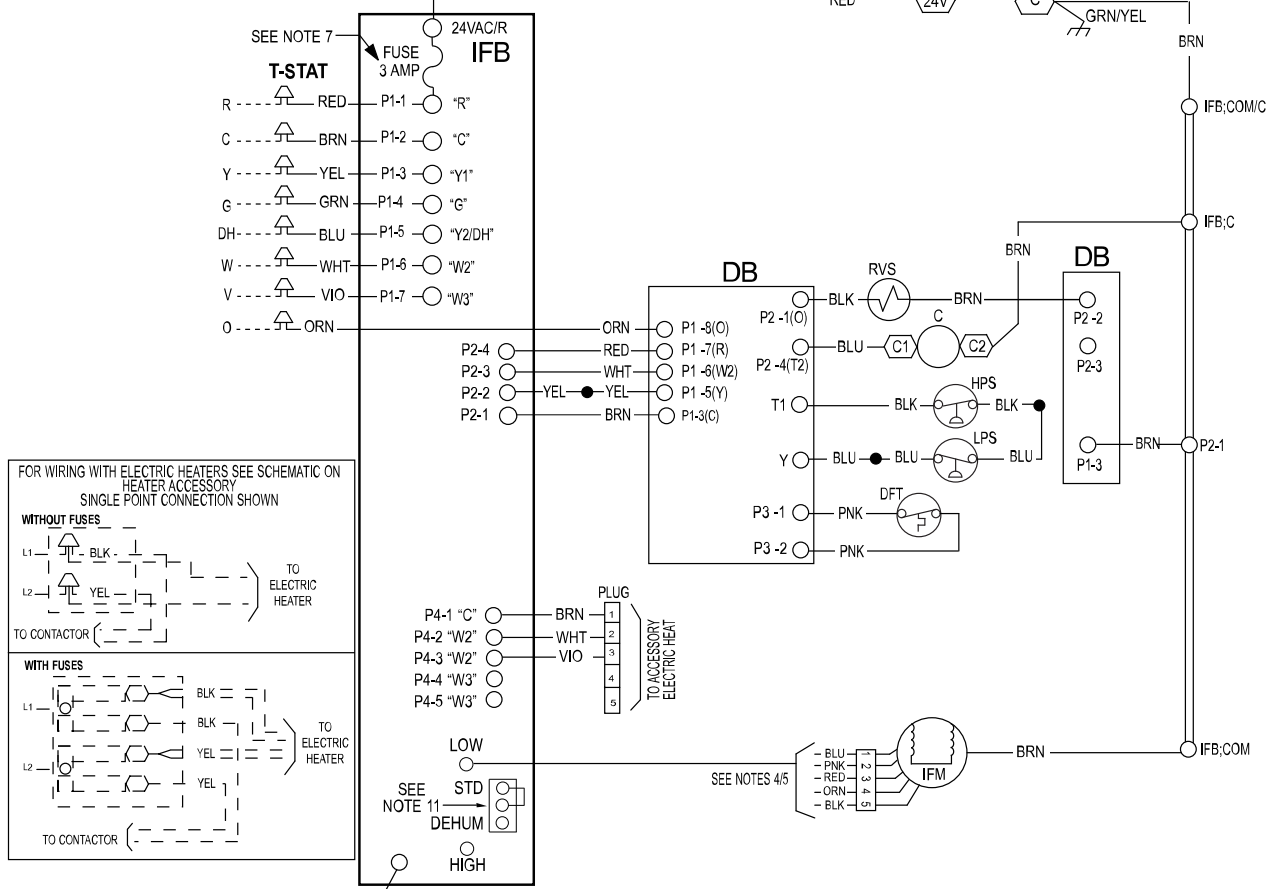 RED
24V
C
GRN/YEL
BRN
SEE NOTE 7
24VAC/R
IFB
FUSE
3 AMP
T-STAT
R RED P1-1 "R"
C BRN P1-2 "C"
Y YEL P1-3 "Y1"
G GRN P1-4 "G"
DH BLU P1-5 "Y2/DH"
W WHT P1-6 "W2"
V VIO P1-7 "W3"
O ORN ORN P1 -8(O)
P2-4 RED P1 -7(R)
P2-3 WHT P1 -6(W2)
P2-2 YEL YEL P1 -5(Y)
P2-1 BRN P1-3(C)
DB
RVS
P2 -1(O) BLK BRN
C
P2 -4(T2) BLU C1 C2
BRN
HPS
T1 BLK BLK
LPS
Y BLU BLU BLU
DFT
P3 -1 PNK
P3 -2 PNK
DB
P2 -2
P2-3
P1-3 BRN P2-1
IFB;COM/C
IFB;C
IFB;COM
FOR WIRING WITH ELECTRIC HEATERS SEE SCHEMATIC ON
HEATER ACCESSORY
SINGLE POINT CONNECTION SHOWN
WITHOUT FUSES
L1 BLK
L2 YEL
TO
ELECTRIC
HEATER
TO CONTACTOR
WITH FUSES
L1 BLK
BLK
YEL
L2 YEL
TO
ELECTRIC
HEATER
TO CONTACTOR
PLUG
P4-1 "C" BRN 1
P4-2 "W2" WHT 2
P4-3 "W2" VIO 3
P4-4 "W3" 4
P4-5 "W3" 5
TO ACCESSORY
ELECTRIC HEAT
LOW
SEE
NOTE 11
STD
DEHUM
HIGH
SEE NOTES 4/5
BLU 1
PNK 2
RED 3
ORN 4
BLK 5
IFM
BRN